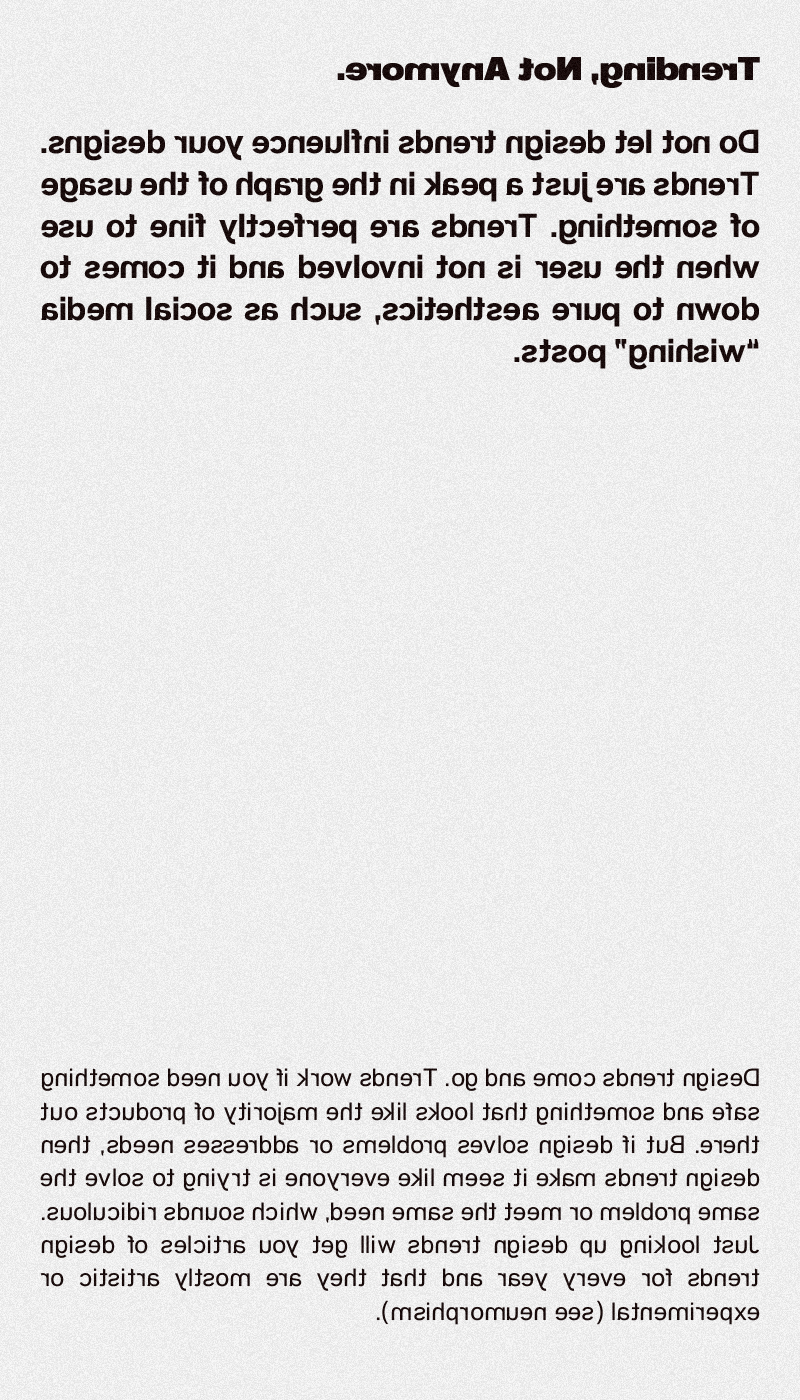 Trending, Not Anymore.
Do not let design trends influence your designs.
Trends are just a peak in the graph of the usage
of something. Trends are perfectly fine to use
when the user is not involved and it comes to
down to pure aesthetics, such as social media
“wishing" posts.
Design trends come and go. Trends work if you need something
safe and something that looks like the majority of products out
there. But if design solves problems or addresses needs, then
design trends make it seem like everyone is trying to solve the
same problem or meet the same need, which sounds ridiculous.
Just looking up design trends will get you articles of design
trends for every year and that they are mostly artistic or
experimental (see neumorphism).